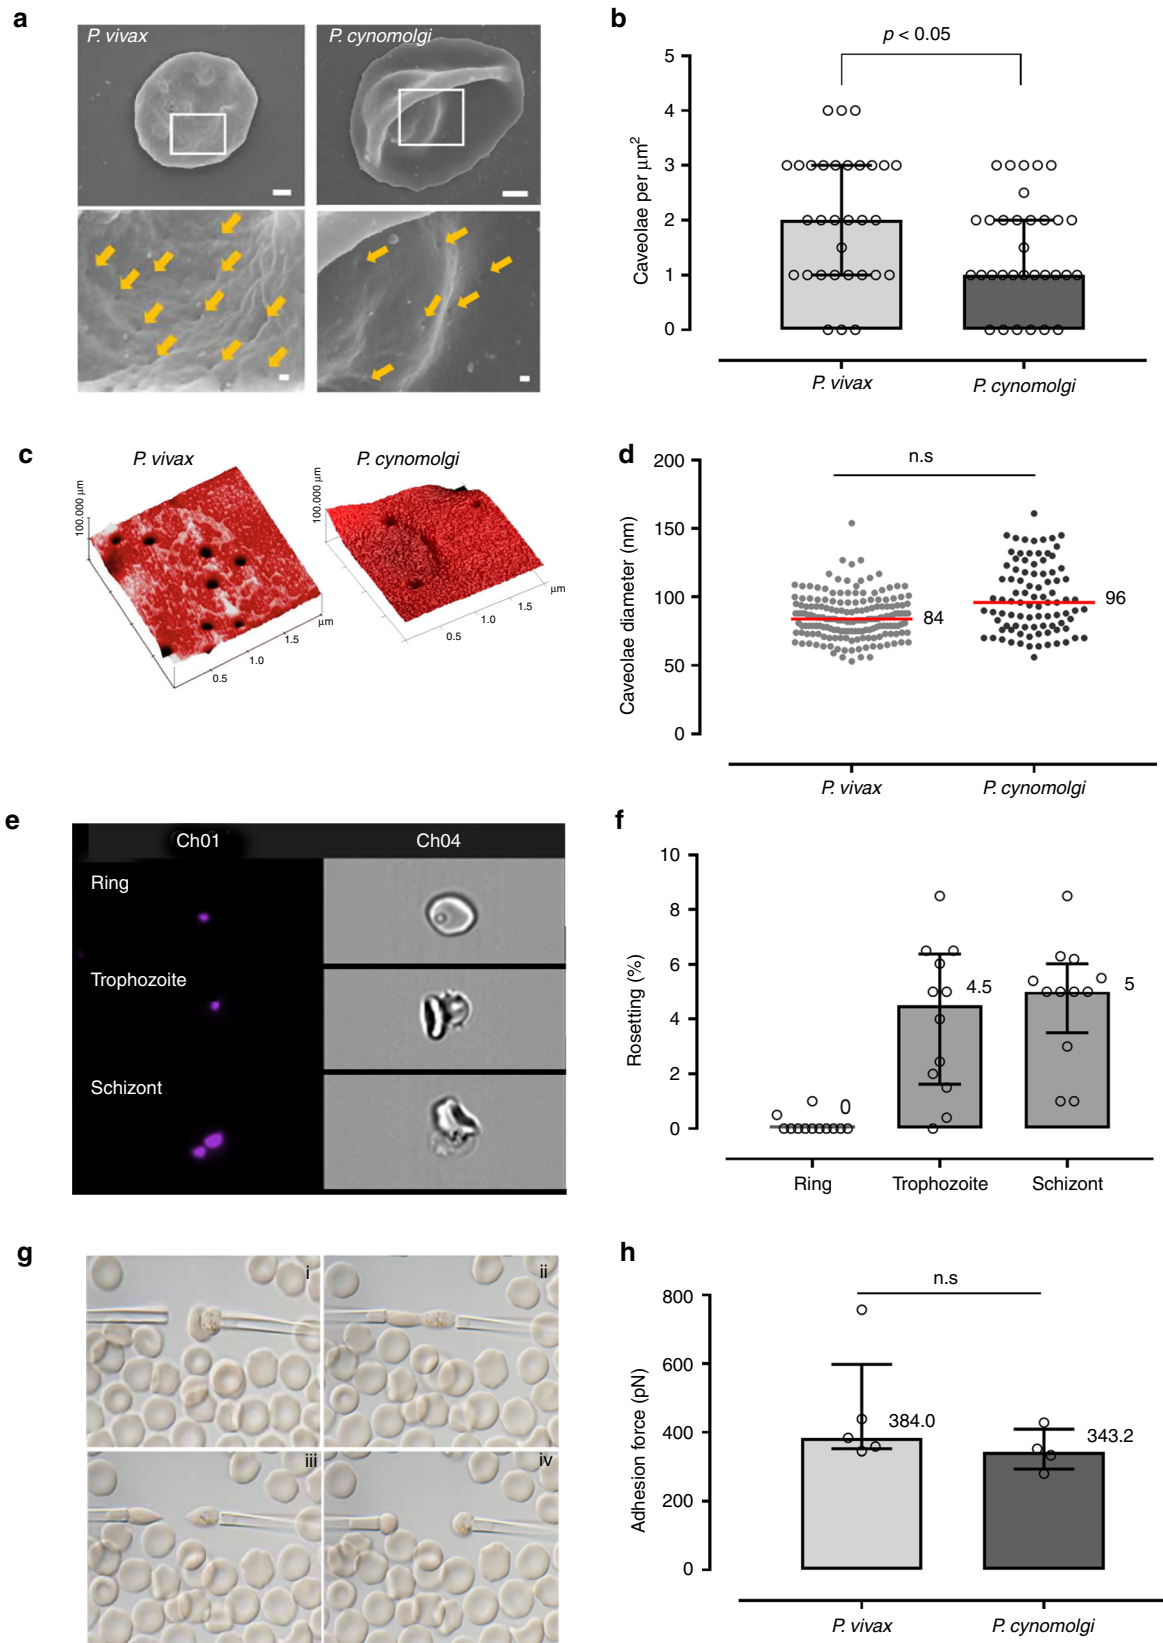 a
P. vivax
P. cynomolgi
b
p < 0.05
Caveolae per μm²
5
4
3
2
1
0
P. vivax
P. cynomolgi
c
P. vivax
P. cynomolgi
100.000 μm
0.5
1.0
1.5
μm
100.000 μm
0.5
1.0
1.5
μm
d
n.s
Caveolae diameter (nm)
200
150
100
50
0
84
96
P. vivax
P. cynomolgi
e
Ch01
Ch04
Ring
Trophozoite
Schizont
f
Rosetting (%)
10
8
6
4
2
0
0
4.5
5
Ring
Trophozoite
Schizont
g
i
ii
iii
iv
h
n.s
Adhesion force (pN)
800
600
400
200
0
384.0
343.2
P. vivax
P. cynomolgi